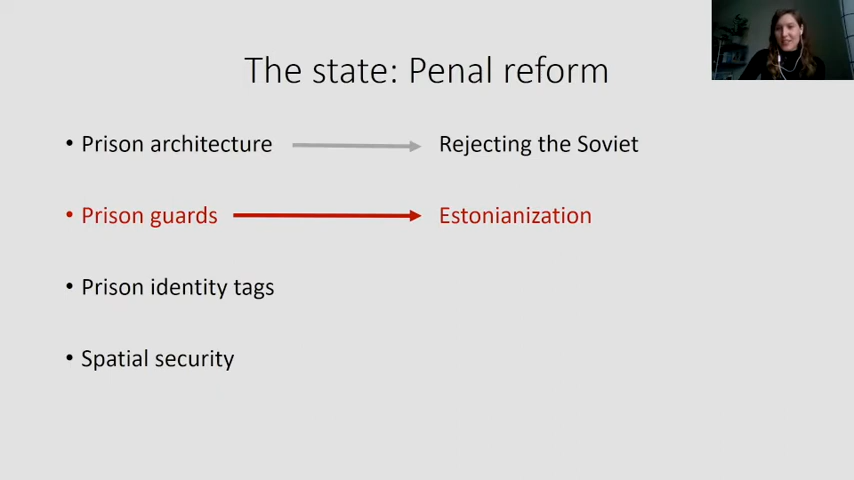 The state: Penal reform
• Prison architecture Rejecting the Soviet
• Prison guards Estonianization
• Prison identity tags
• Spatial security